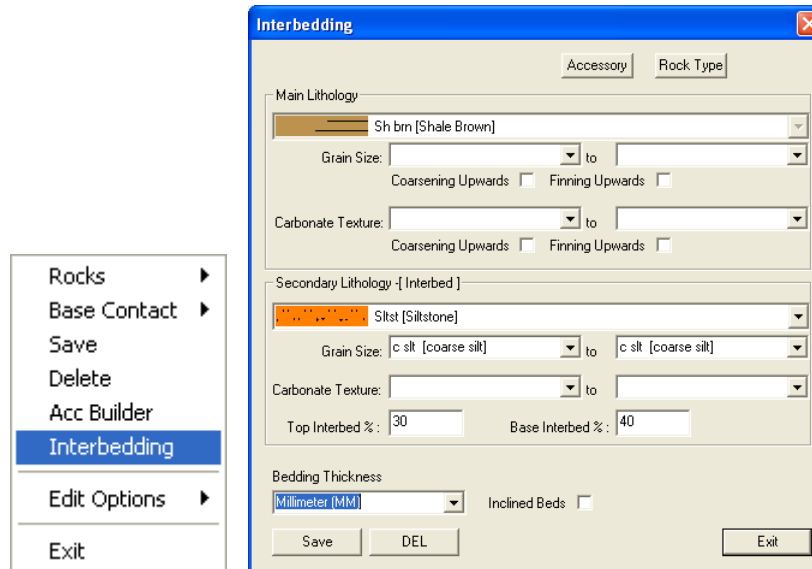 Rocks
Base Contact
Save
Delete
Acc Builder
Interbedding
Edit Options
Exit
Interbedding
Accessory Rock Type
Main Lithology
Sh brn [Shale Brown]
Grain Size: to
Coarsening Upwards Finning Upwards
Carbonate Texture: to
Coarsening Upwards Finning Upwards
Secondary Lithology -[ Interbed ]
Sltst [Siltstone]
Grain Size: c slt [coarse silt] to c slt [coarse silt]
Carbonate Texture: to
Top Interbed % : 30 Base Interbed % : 40
Bedding Thickness
Millimeter (MM) Inclined Beds
Save DEL Exit